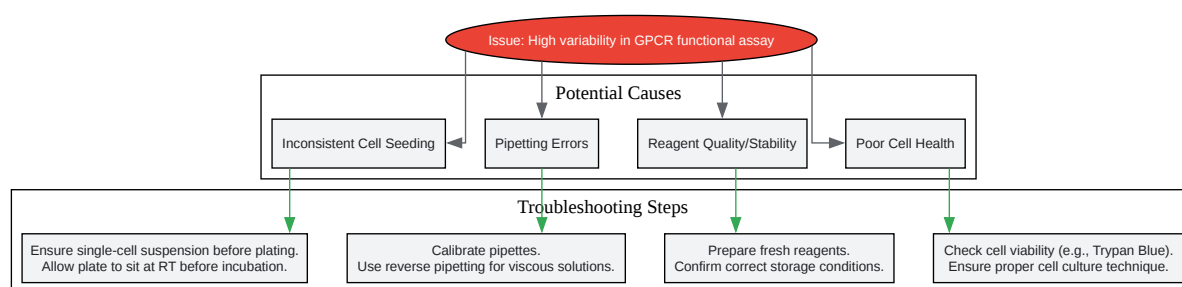 Issue: High variability in GPCR functional assay
Potential Causes
Inconsistent Cell Seeding
Pipetting Errors
Reagent Quality/Stability
Poor Cell Health
Troubleshooting Steps
Ensure single-cell suspension before plating.
Allow plate to sit at RT before incubation.
Calibrate pipettes.
Use reverse pipetting for viscous solutions.
Prepare fresh reagents.
Confirm correct storage conditions.
Check cell viability (e.g., Trypan Blue).
Ensure proper cell culture technique.